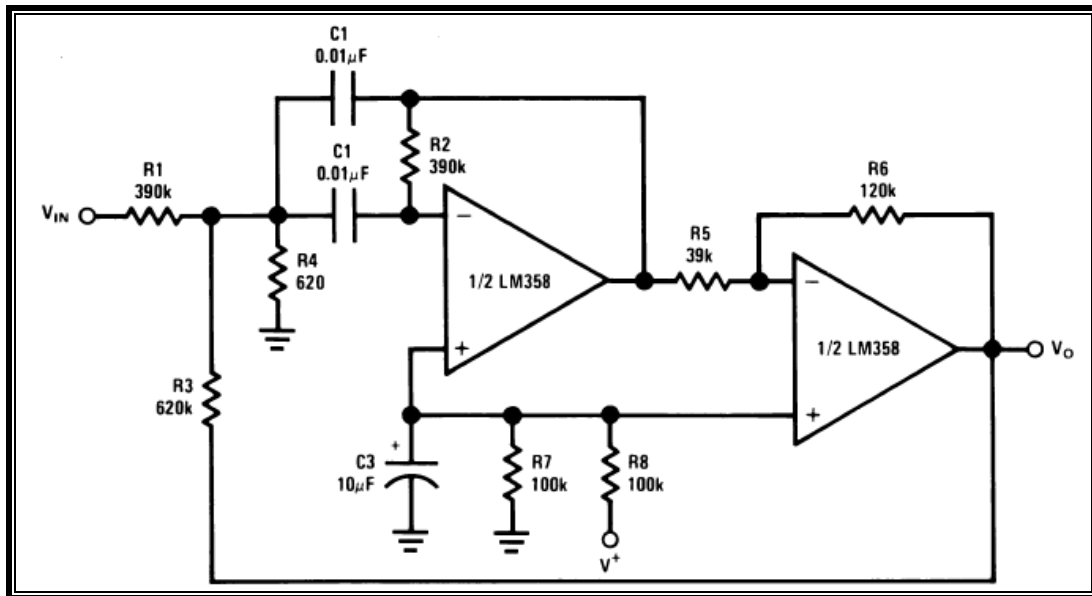 C1
0.01μF
C1
0.01μF
R2
390k
R1
390k
VIN
R4
620
1/2 LM358
R5
39k
R6
120k
1/2 LM358
VO
R3
620k
C3
10μF
R7
100k
R8
100k
V+